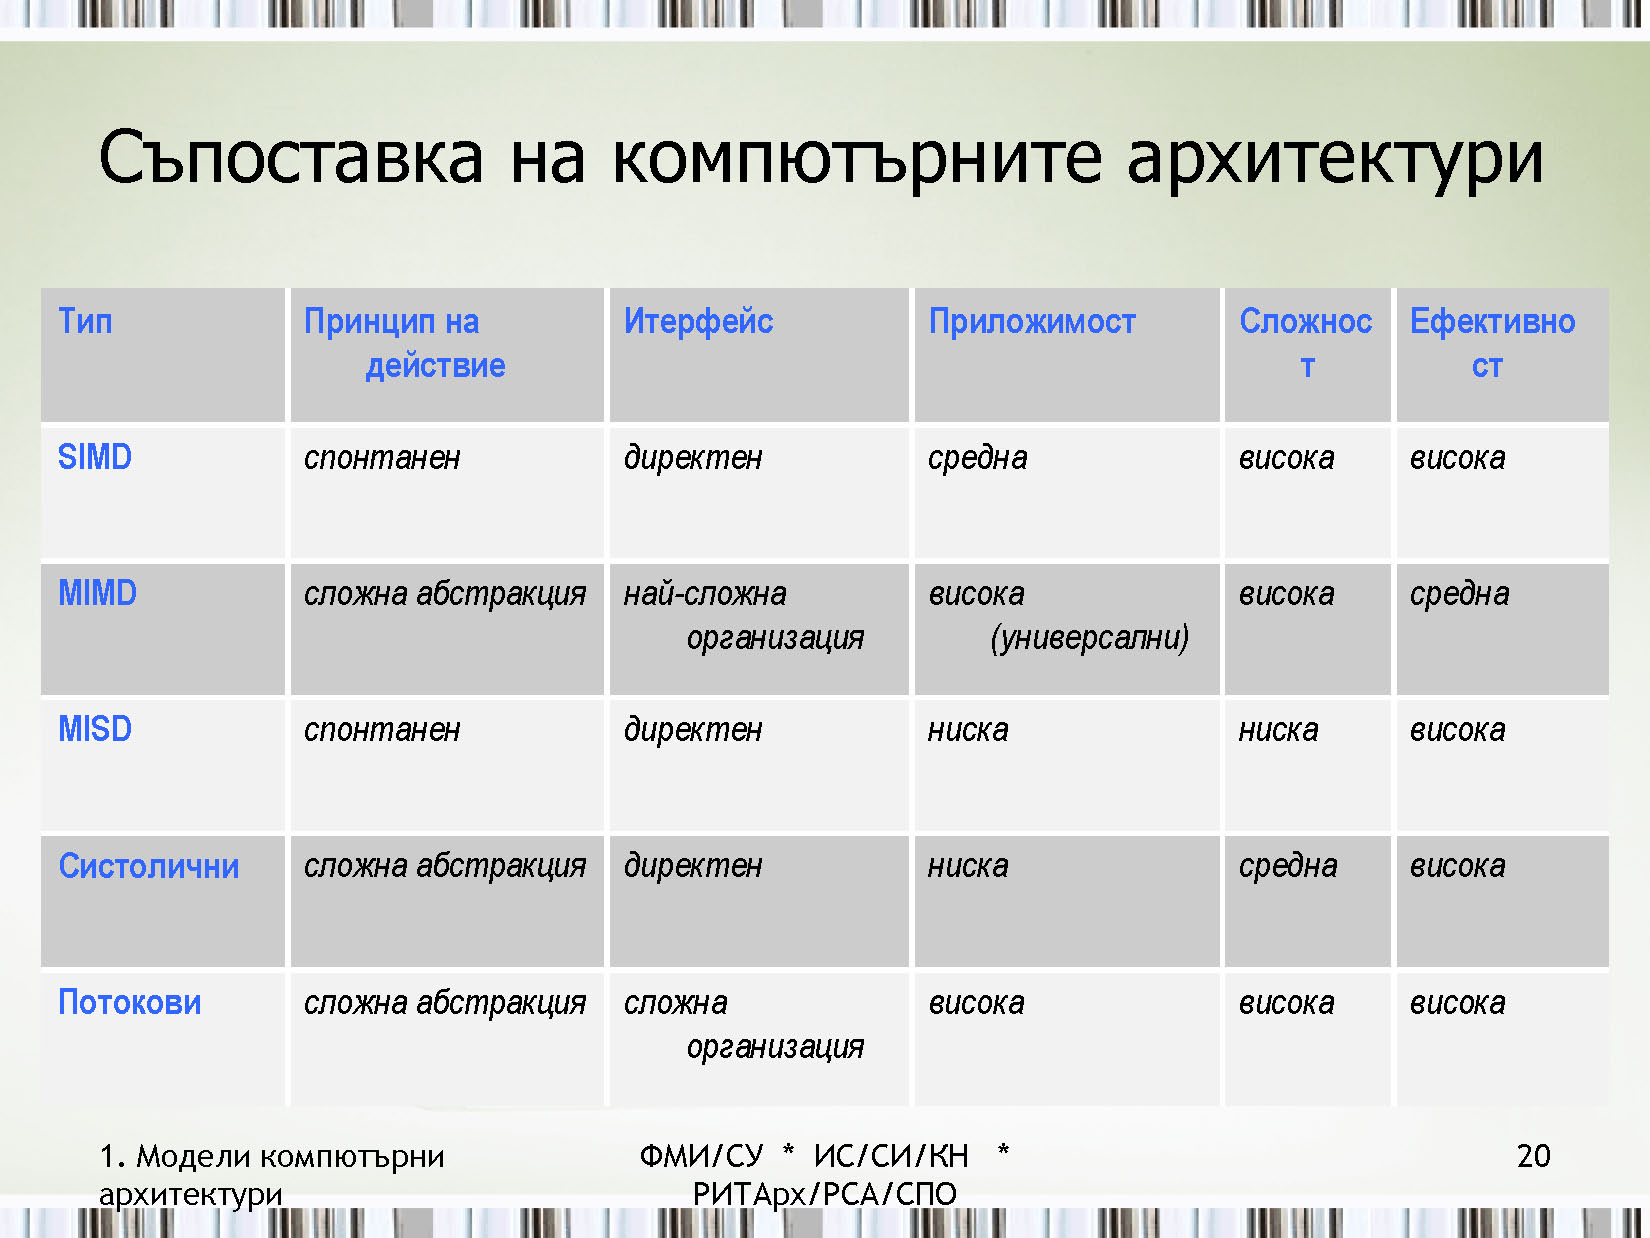 Съпоставка на компютърните архитектури
Тип Принцип на действие Итерфейс Приложимост Сложност Ефективност
SIMD спонтанен директен средна висока висока
MIMD сложна абстракция най-сложна организация висока (универсални) висока средна
MISD спонтанен директен ниска ниска висока
Систолични сложна абстракция директен ниска средна висока
Потокови сложна абстракция сложна организация висока висока висока
1. Модели компютърни архитектури
ФМИ/СУ * ИС/СИ/КН *
РИТАрх/РСА/СПО
20